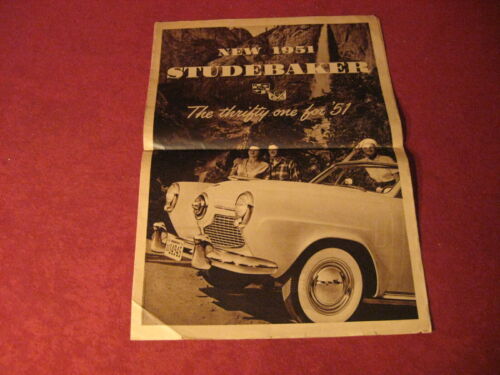 NEW 1951
STUDEBAKER
The thrifty one for '51